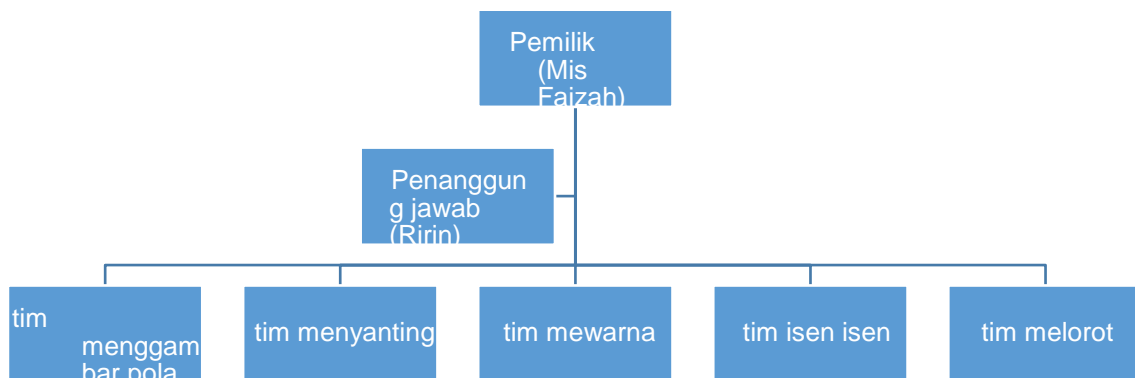 Pemilik
(Mis
Faizah)
Penanggun
g jawab
(Ririn)
tim
menggam
bar pola
tim menyanting
tim mewarna
tim isen isen
tim melorot